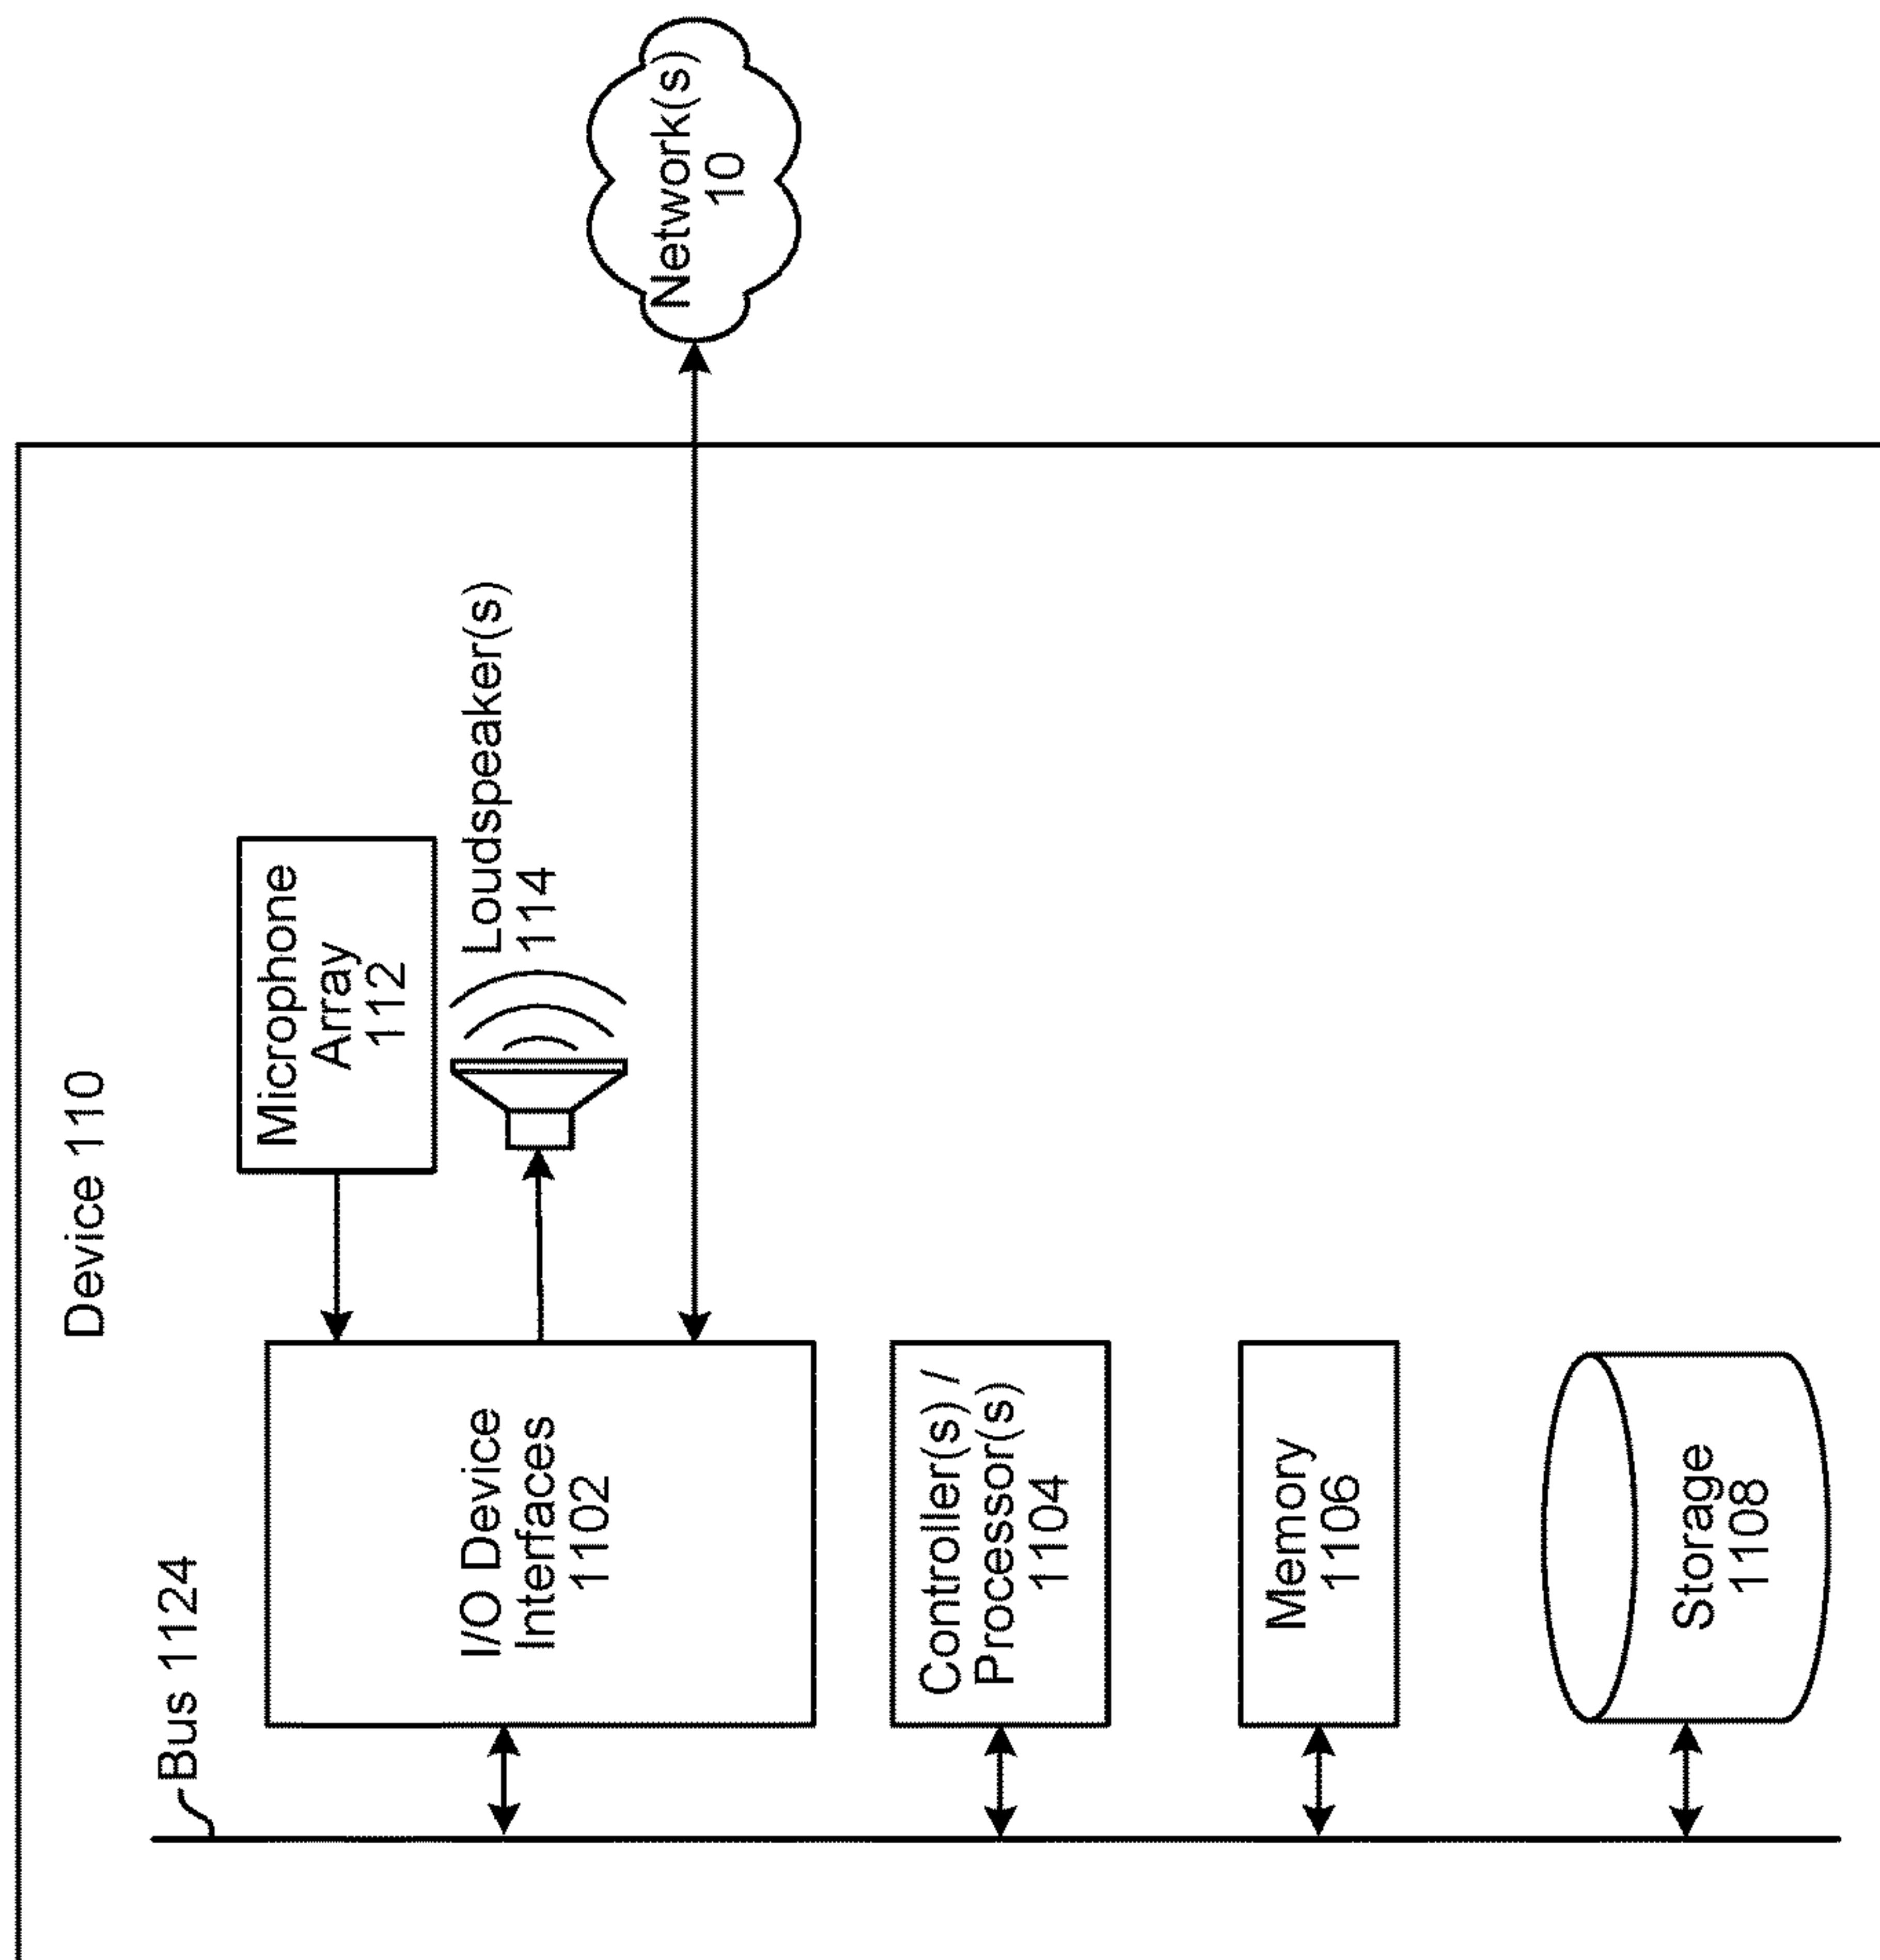 Device 110
Bus 1124
Microphone
Array
112
Loudspeaker(s)
114
Network(s)
10
I/O Device
Interfaces
1102
Controller(s) /
Processor(s)
1104
Memory
1106
Storage
1108